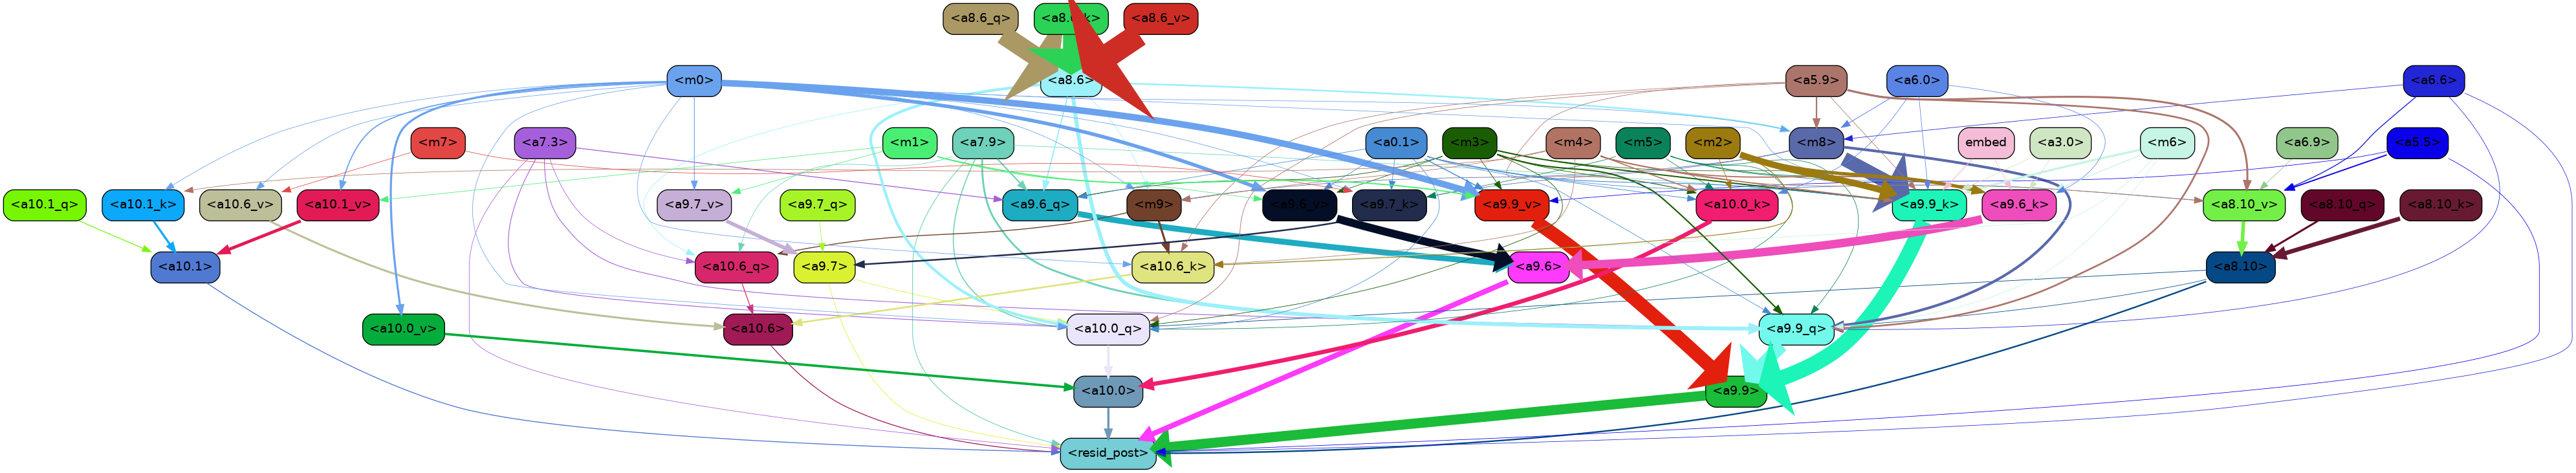 <a8.6_q> <a8.6_k> <a8.6_v>
<m0> <a8.6> <a5.9> <a6.0> <a6.6>
<m7> <a7.3> <m1> <a7.9> <a0.1> <m3> <m4> <m5> <m2> <m8> embed <a3.0> <m6> <a6.9> <a5.5>
<a10.1_q> <a10.1_k> <a10.6_v> <a10.1_v> <a9.7_v> <a9.7_q> <a9.6_q> <m9> <a9.6_v> <a9.7_k> <a9.9_v> <a10.0_k> <a9.9_k> <a9.6_k> <a8.10_v> <a8.10_q> <a8.10_k>
<a10.1> <a10.6_q> <a9.7> <a10.6_k> <a9.6> <a8.10>
<a10.0_v> <a10.6> <a10.0_q> <a9.9_q>
<a10.0> <a9.9>
<resid_post>